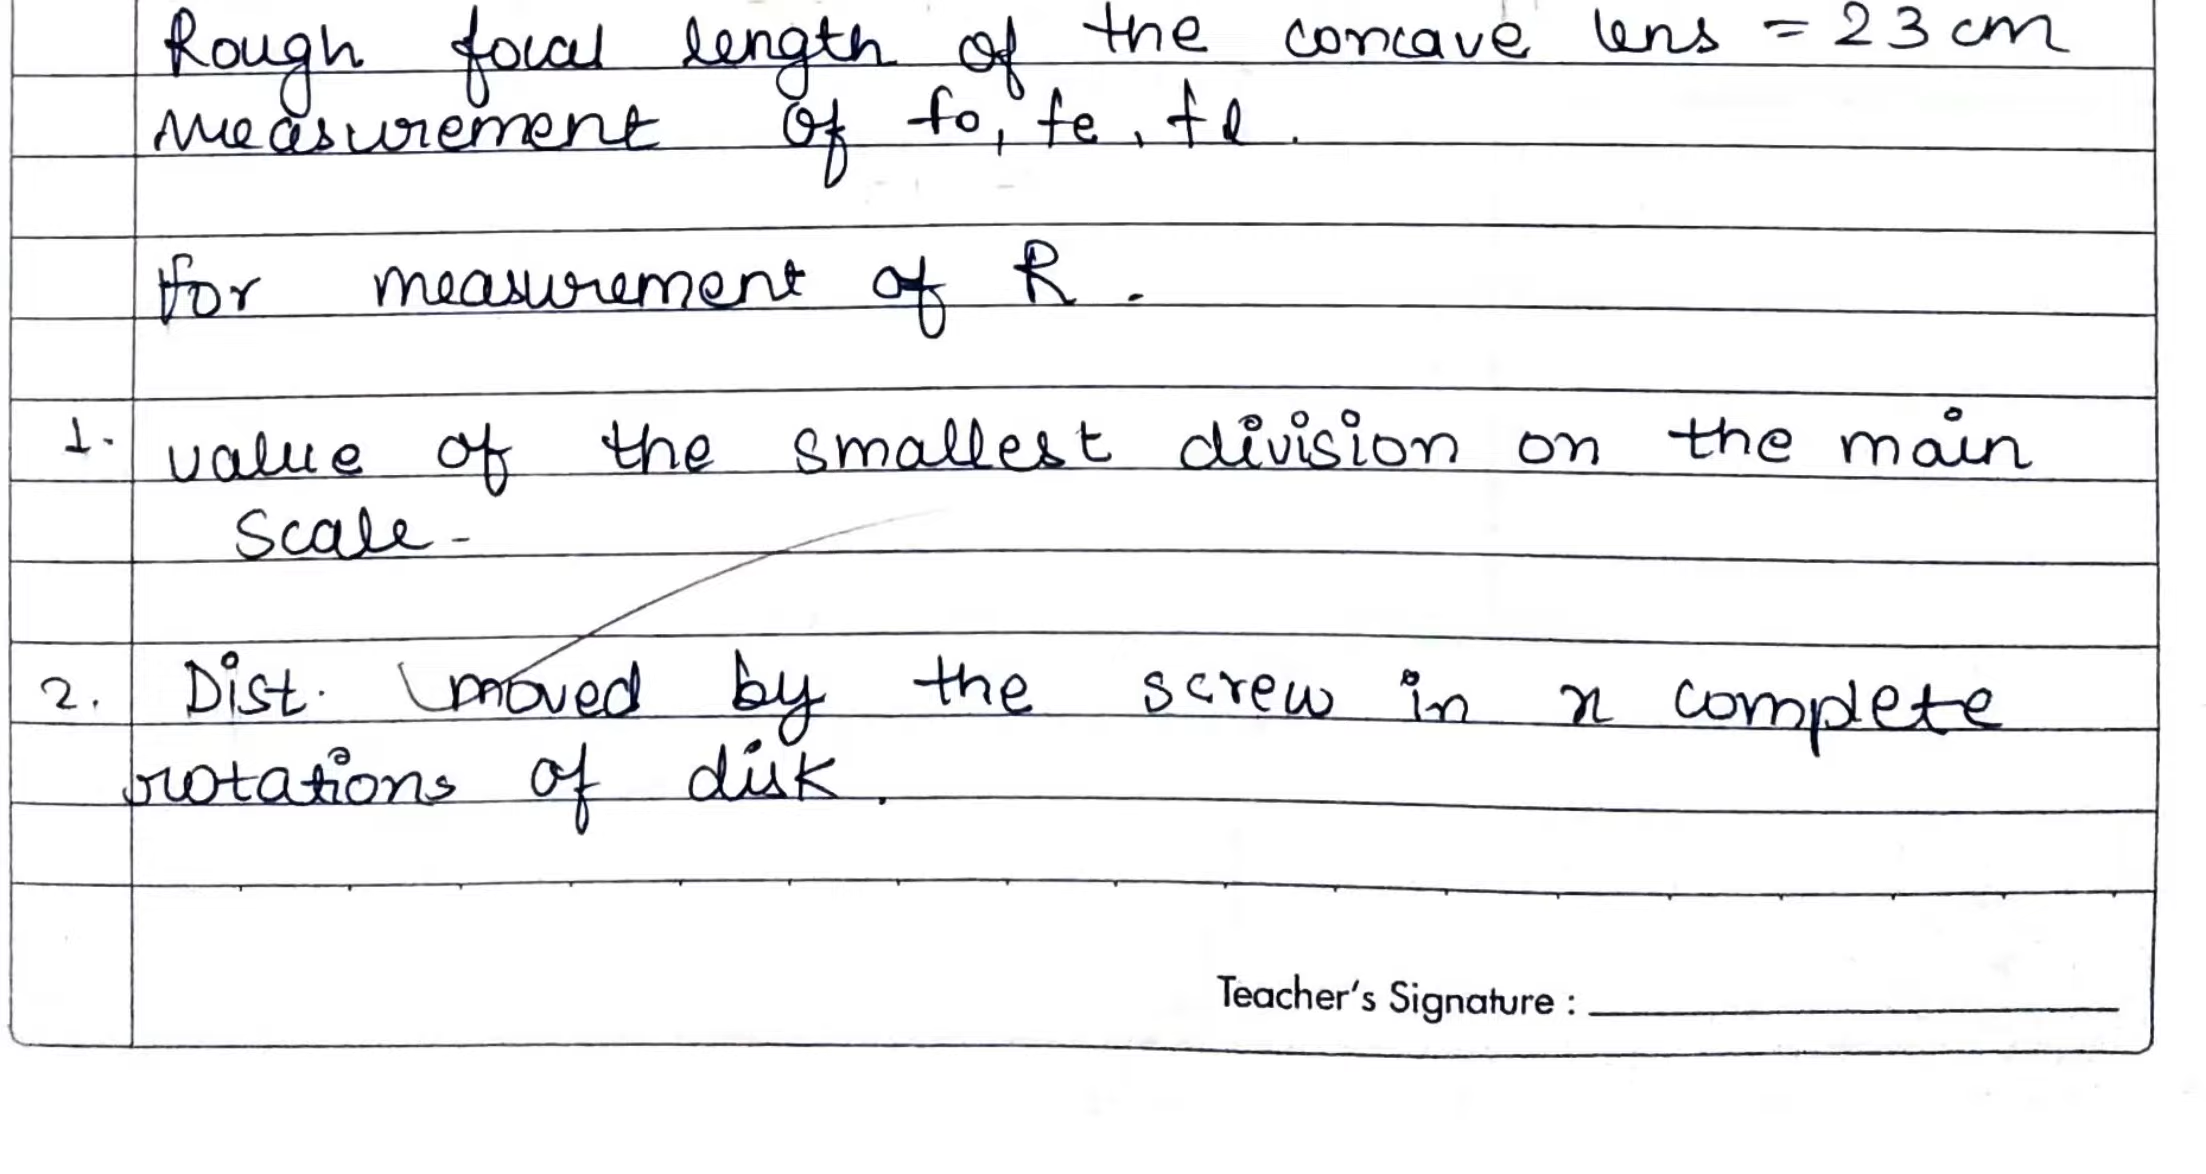 Rough focal length of the concave lens = 23 cm
measurement of fo, fe, fl.
for measurement of R.
1. value of the smallest division on the main
scale -
2. Dist. moved by the screw in n complete
rotations of disk.
Teacher's Signature :